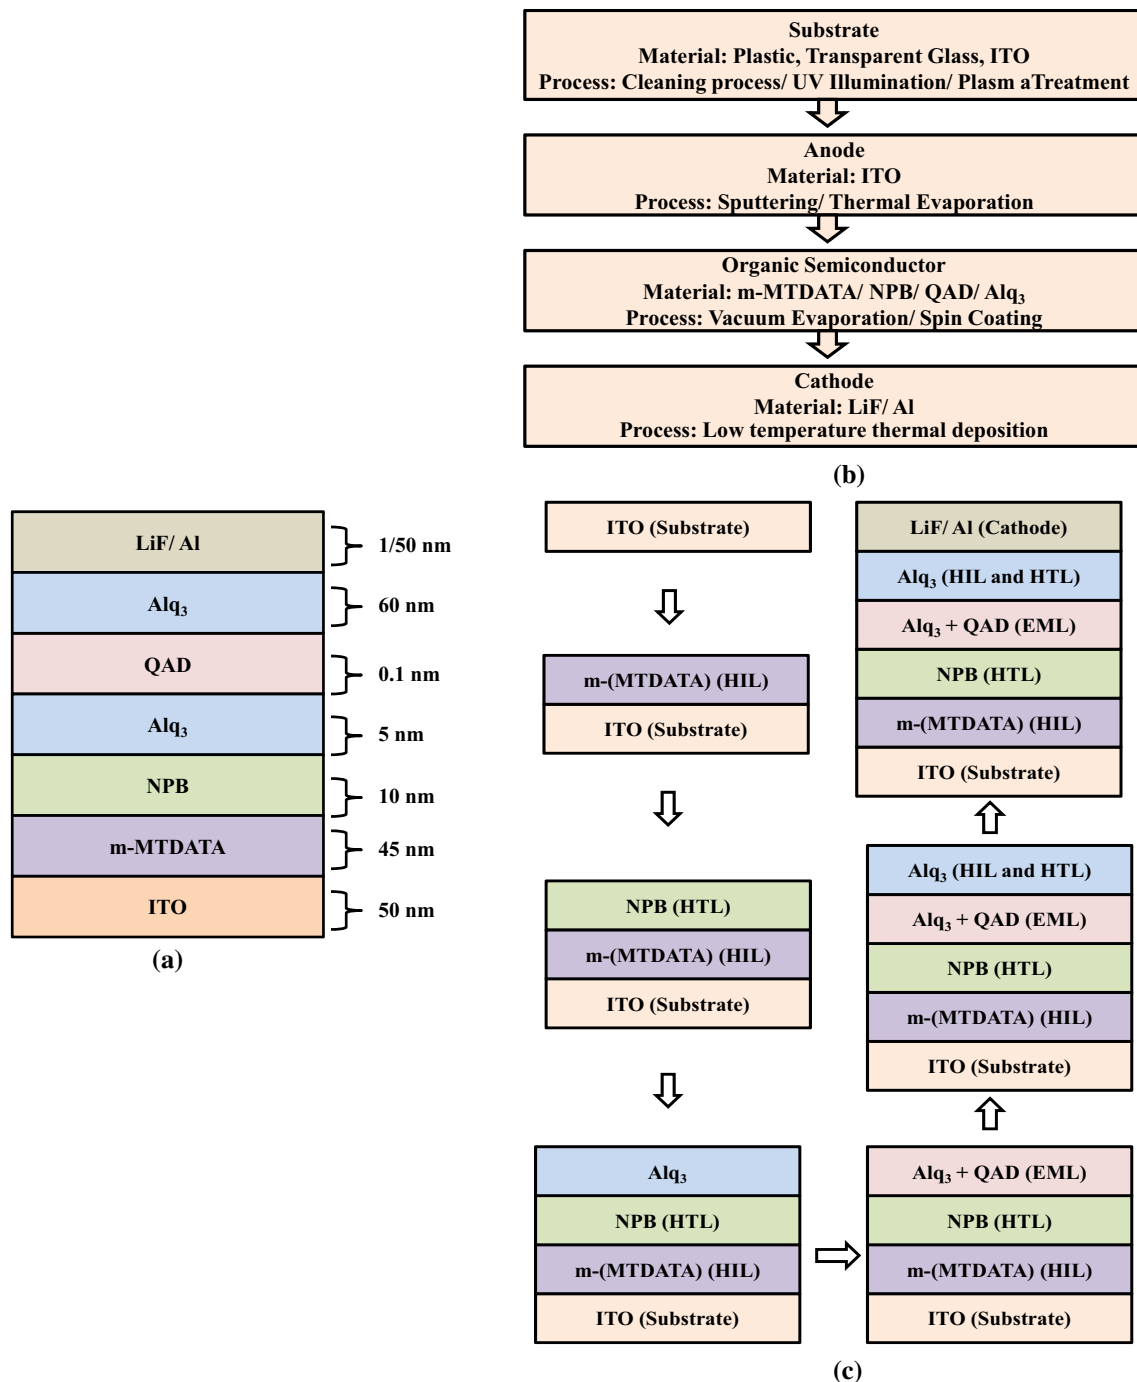 Substrate
Material: Plastic, Transparent Glass, ITO
Process: Cleaning process/ UV Illumination/ Plasm aTreatment
Anode
Material: ITO
Process: Sputtering/ Thermal Evaporation
Organic Semiconductor
Material: m-MTDATA/ NPB/ QAD/ Alq₃
Process: Vacuum Evaporation/ Spin Coating
Cathode
Material: LiF/ Al
Process: Low temperature thermal deposition
(b)
LiF/ Al
1/50 nm
Alq₃
60 nm
QAD
0.1 nm
Alq₃
5 nm
NPB
10 nm
m-MTDATA
45 nm
ITO
50 nm
(a)
ITO (Substrate)
m-(MTDATA) (HIL)
ITO (Substrate)
NPB (HTL)
m-(MTDATA) (HIL)
ITO (Substrate)
Alq₃
NPB (HTL)
m-(MTDATA) (HIL)
ITO (Substrate)
Alq₃ + QAD (EML)
NPB (HTL)
m-(MTDATA) (HIL)
ITO (Substrate)
Alq₃ (HIL and HTL)
Alq₃ + QAD (EML)
NPB (HTL)
m-(MTDATA) (HIL)
ITO (Substrate)
LiF/ Al (Cathode)
Alq₃ (HIL and HTL)
Alq₃ + QAD (EML)
NPB (HTL)
m-(MTDATA) (HIL)
ITO (Substrate)
(c)